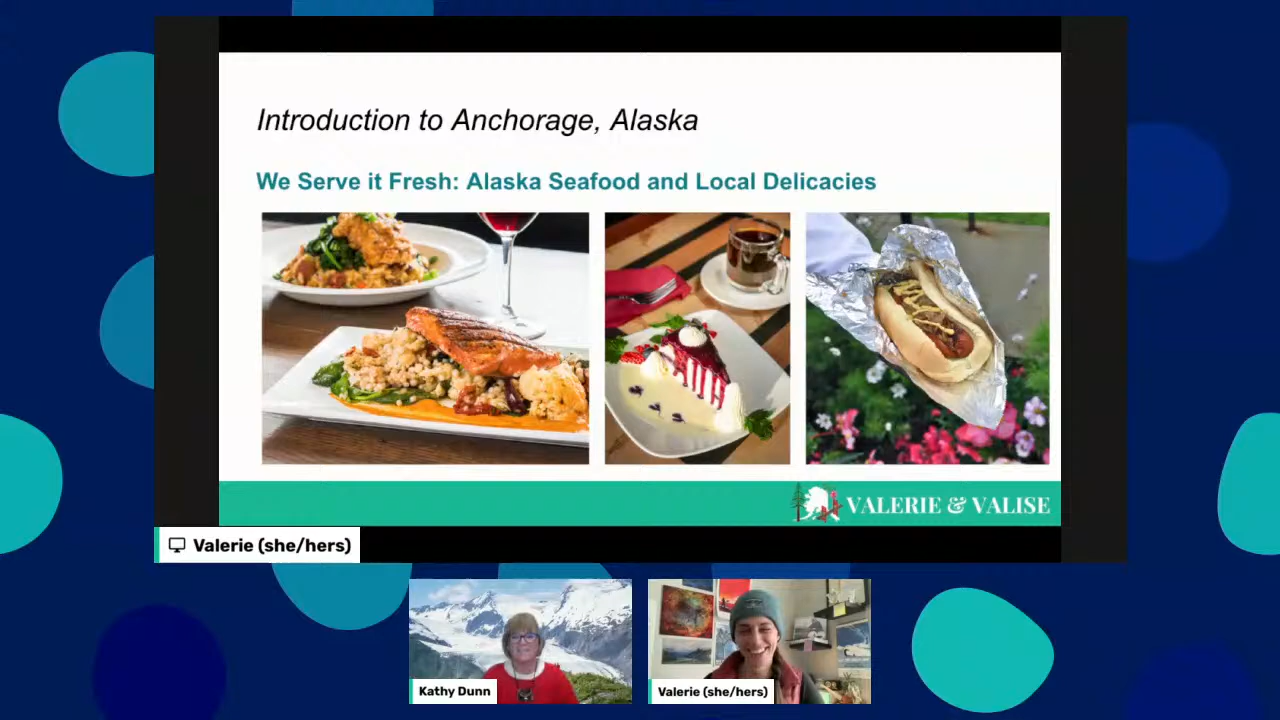 Introduction to Anchorage, Alaska
We Serve it Fresh: Alaska Seafood and Local Delicacies
VALERIE & VALISE
Valerie (she/hers)
Kathy Dunn
Valerie (she/hers)